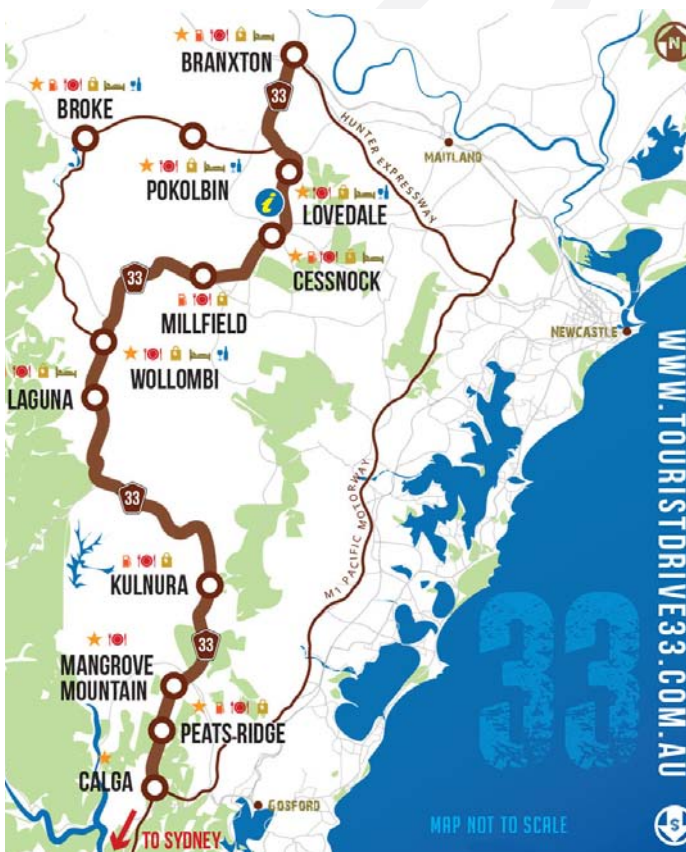 N
BRANXTON
33
BROKE
HUNTER EXPRESSWAY
MAITLAND
POKOLBIN
i
LOVEDALE
CESSNOCK
33
MILLFIELD
NEWCASTLE
WOLLOMBI
LAGUNA
WWW.TOURISTDRIVE33.COM.AU
33
M1 PACIFIC MOTORWAY
KULNURA
33
33
MANGROVE
MOUNTAIN
PEATS-RIDGE
CALGA
GOSFORD
MAP NOT TO SCALE
TO SYDNEY
S